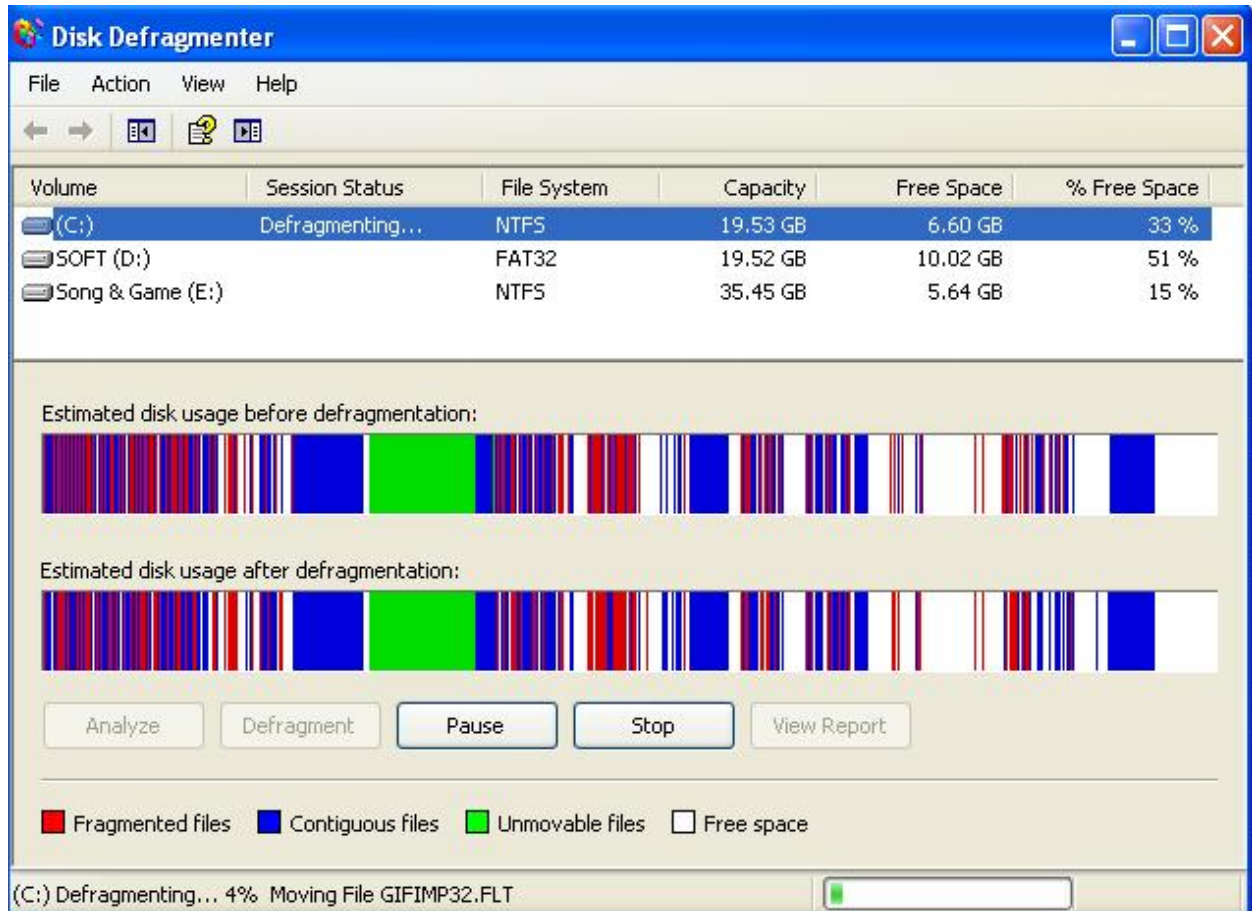 Disk Defragmenter
File Action View Help
Volume Session Status File System Capacity Free Space % Free Space
(C:) Defragmenting... NTFS 19.53 GB 6.60 GB 33 %
SOFT (D:) FAT32 19.52 GB 10.02 GB 51 %
Song & Game (E:) NTFS 35.45 GB 5.64 GB 15 %
Estimated disk usage before defragmentation:
Estimated disk usage after defragmentation:
Analyze Defragment Pause Stop View Report
Fragmented files Contiguous files Unmovable files Free space
(C:) Defragmenting... 4% Moving File GIFIMP32.FLT